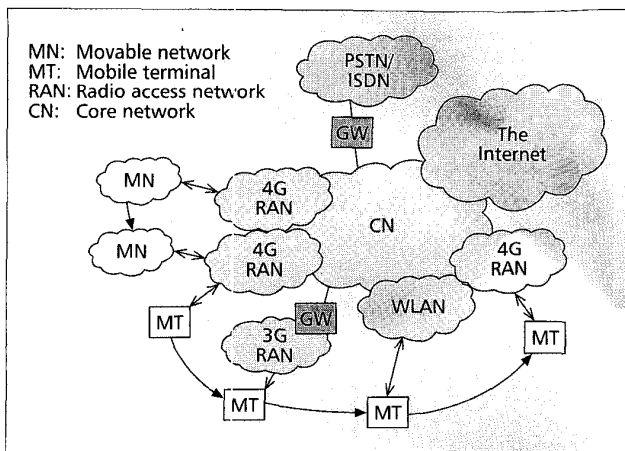 MN: Movable network
MT: Mobile terminal
RAN: Radio access network
CN: Core network
PSTN/
ISDN
GW
The
Internet
MN
4G
RAN
CN
MN
4G
RAN
4G
RAN
MT
GW
3G
RAN
WLAN
MT
MT
MT